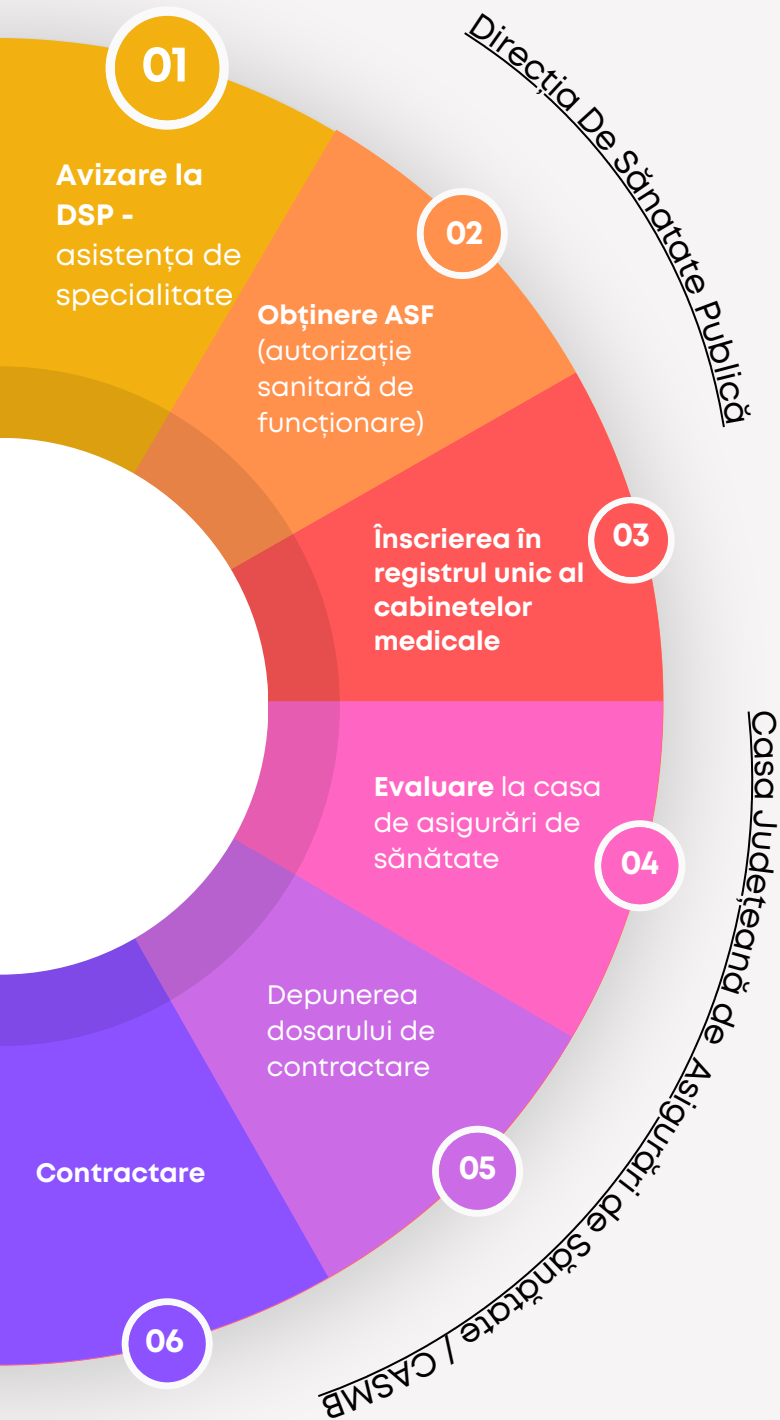 01
Avizare la
DSP -
asistența de
specialitate
02
Obținere ASF
(autorizație
sanitară de
funcționare)
03
Înscrierea în
registrul unic al
cabinetelor
medicale
04
Evaluare la casa
de asigurări de
sănătate
05
Depunerea
dosarului de
contractare
06
Contractare
Direcția De Sănatate Publică
Casa Județeană de Asigurări de Sănătate / CASMB